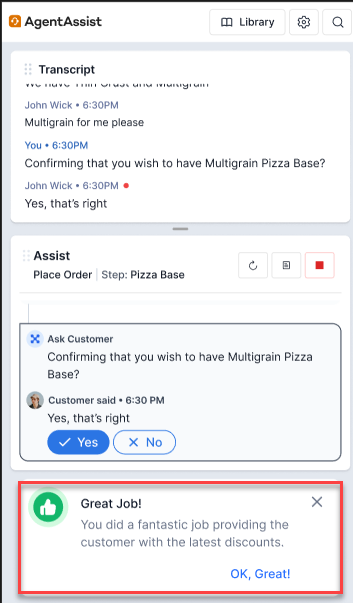 AgentAssist
Library
Transcript
We have Thin Crust and Multigrain
John Wick • 6:30PM
Multigrain for me please
You • 6:30PM
Confirming that you wish to have Multigrain Pizza Base?
John Wick • 6:30PM
Yes, that’s right
Assist
Place Order | Step: Pizza Base
Ask Customer
Confirming that you wish to have Multigrain Pizza
Base?
Customer said • 6:30 PM
Yes, that’s right
Yes
No
Great Job!
You did a fantastic job providing the
customer with the latest discounts.
OK, Great!